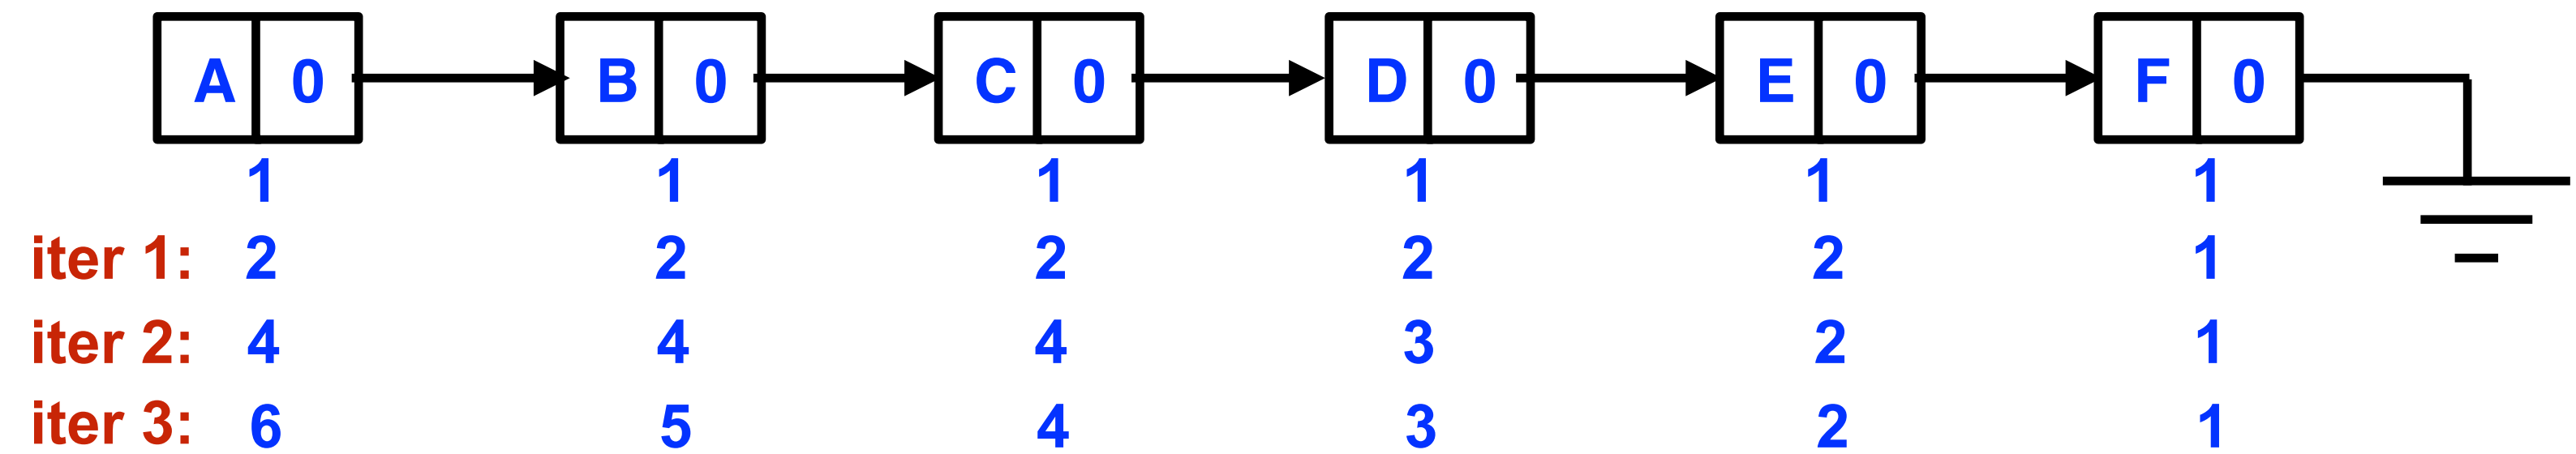 A 0 B 0 C 0 D 0 E 0 F 0
1 1 1 1 1 1
iter 1: 2 2 2 2 2 1
iter 2: 4 4 4 3 2 1
iter 3: 6 5 4 3 2 1